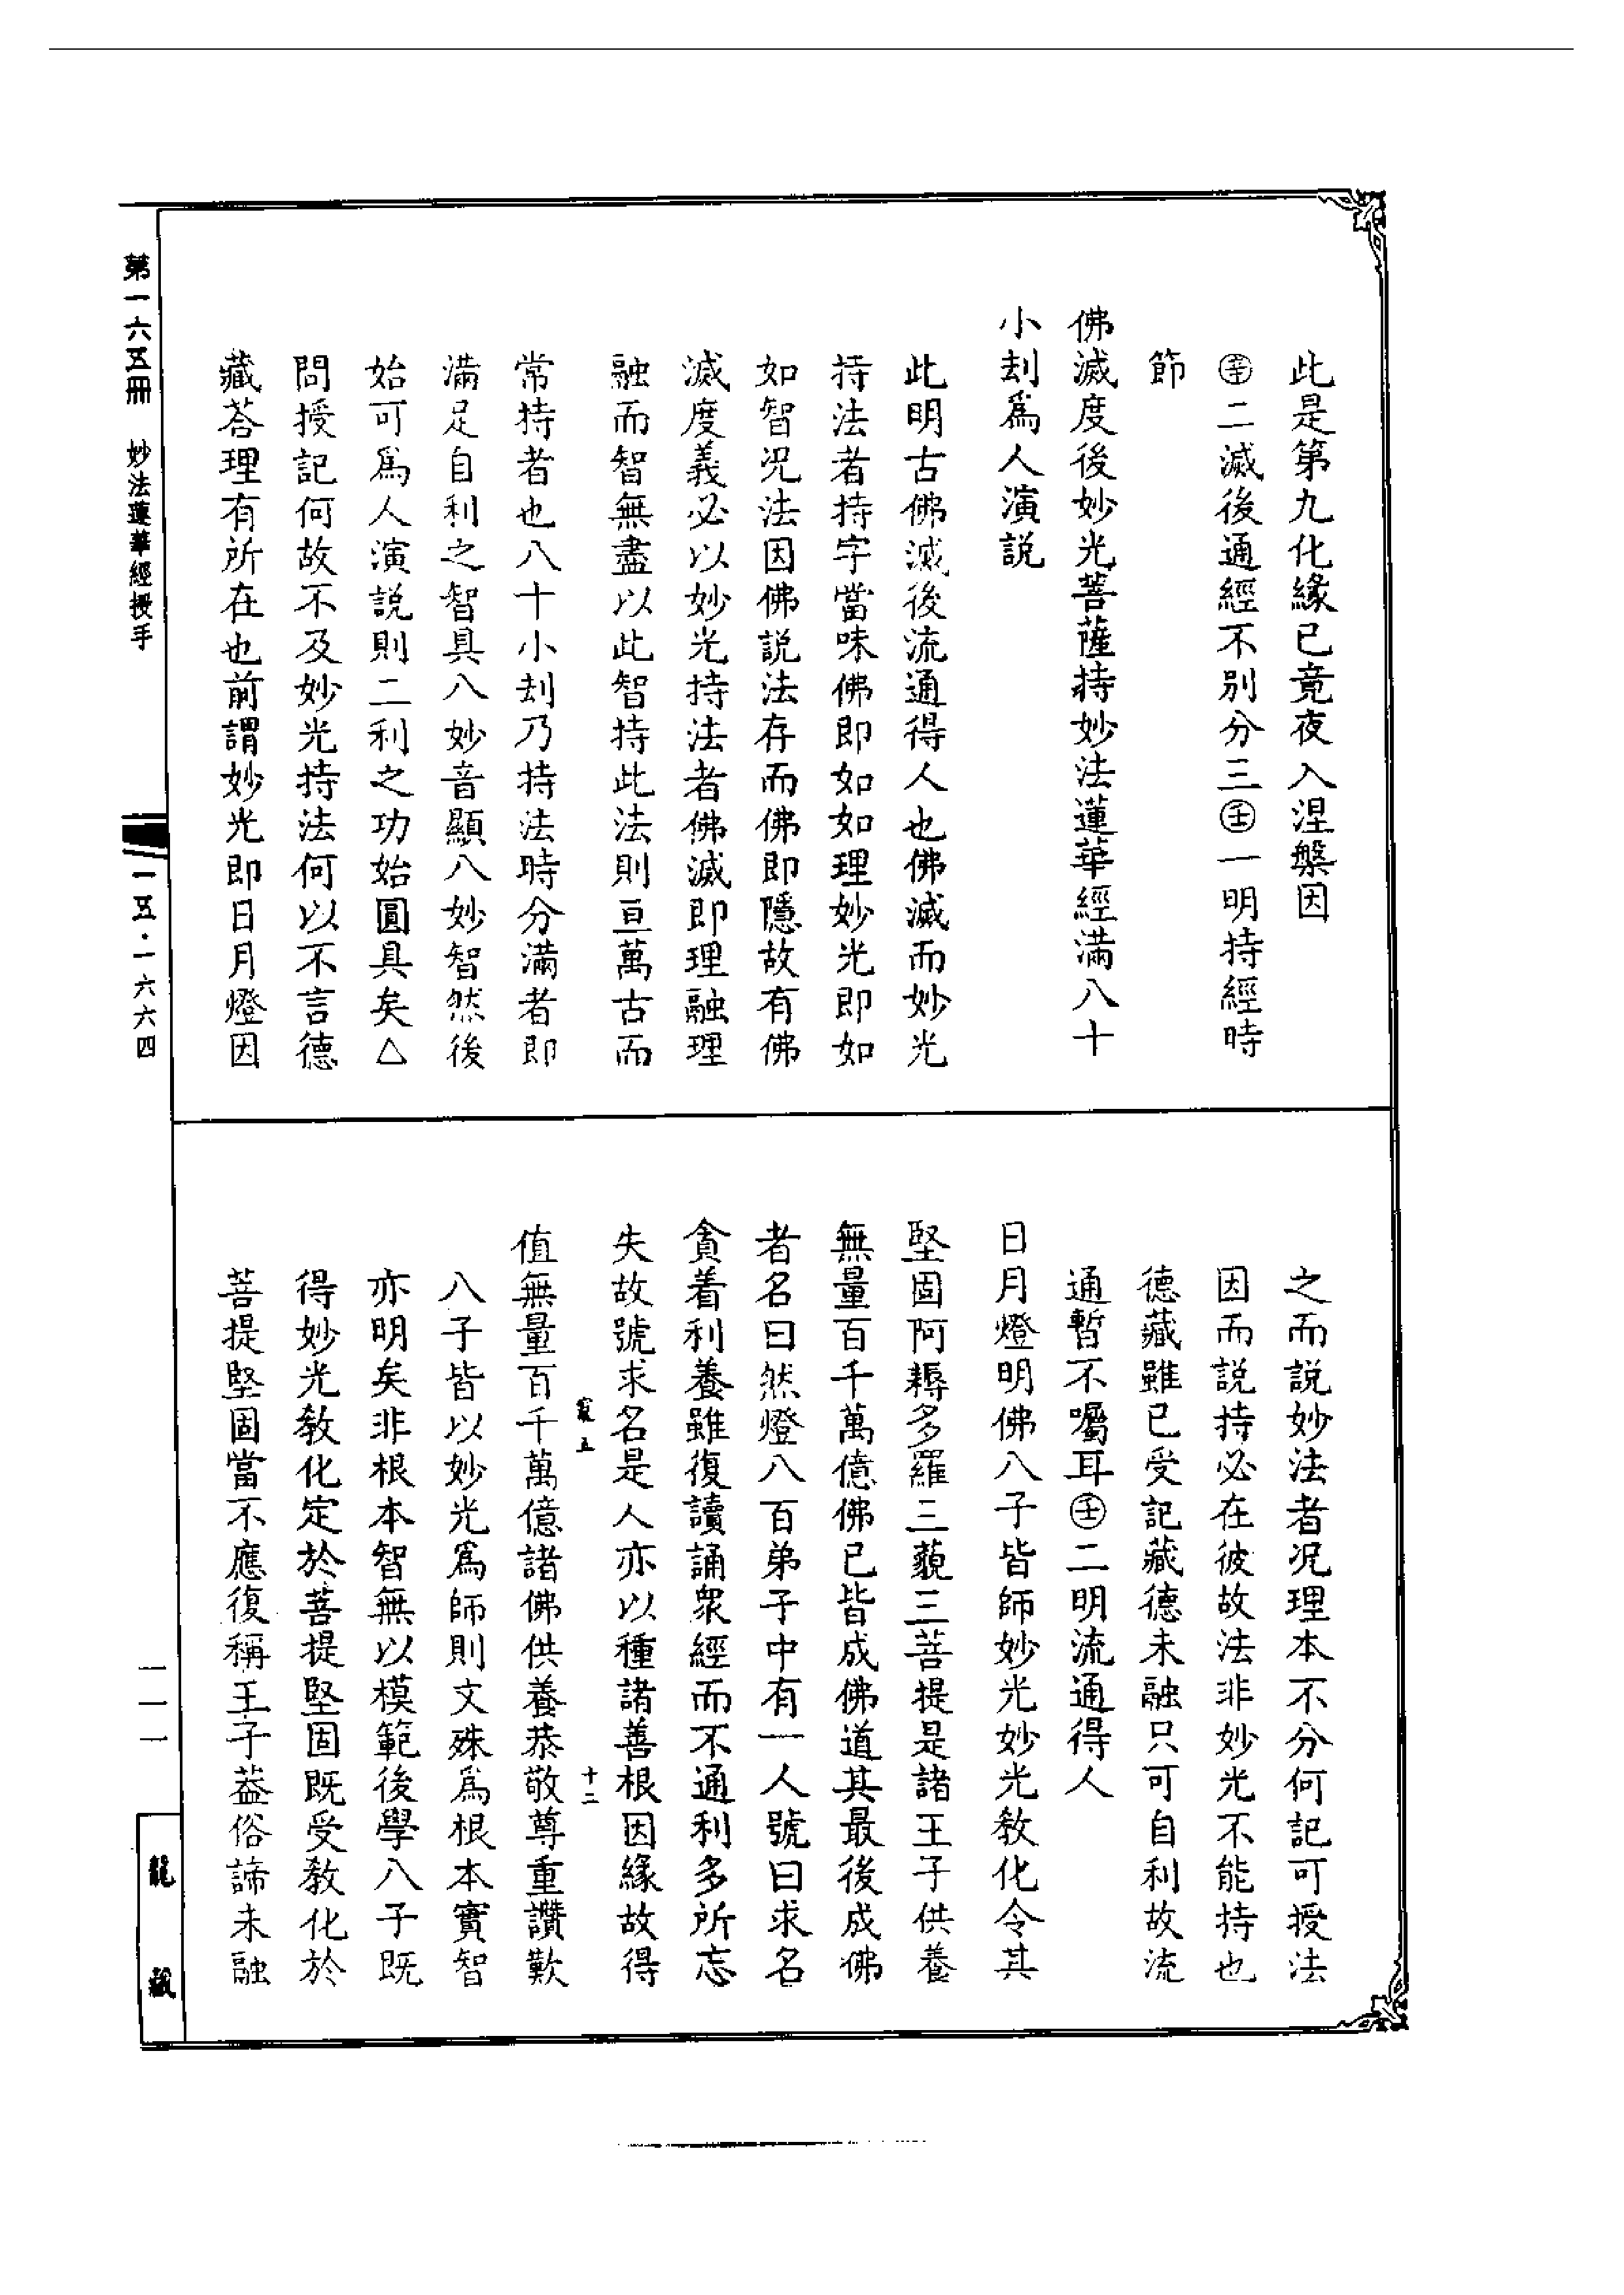 此是第九化緣已竟夜入涅槃因
㊛二滅後通經不別分三㊛一明持經時
節
佛滅度後妙光菩薩持妙法蓮華經滿八十
小刦爲人演説
此明古佛滅後流通得人也佛滅而妙光
持法者持字當味佛即如如理妙光即如
如智况法因佛説法存而佛即隱故有佛
滅度義必以妙光持法者佛滅即理融理
融而智無盡以此智持此法則亘萬古而
常持者也八十小刦乃持法時分滿者即
滿足自利之智具八妙音顯八妙智然後
始可爲人演説則二利之功始圓具矣△
問授記何故不及妙光持法何以不言德
藏荅理有所在也前謂妙光即日月燈因
之而説妙法者况理本不分何記可授法
因而説持必在彼故法非妙光不能持也
德藏雖已受記藏德未融只可自利故流
通暫不囑耳㊛二明流通得人
日月燈明佛八子皆師妙光妙光教化令其
堅固阿耨多羅三藐三菩提是諸王子供養
無量百千萬億佛已皆成佛道其最後成佛
者名曰然燈八百弟子中有一人號曰求名
貪着利養雖復讀誦衆經而不通利多所忘
失故號求名是人亦以種諸善根因緣故得
十二
值無量百千萬億諸佛供養恭敬尊重讚歎
八子皆以妙光爲師則文殊爲根本實智
亦明矣非根本智無以模範後學八子既
得妙光教化定於菩提堅固既受教化於
菩提堅固當不應復稱王子葢俗諦未融
第一六五冊 妙法蓮華經授手
一五·一六六四
一一一
龍藏